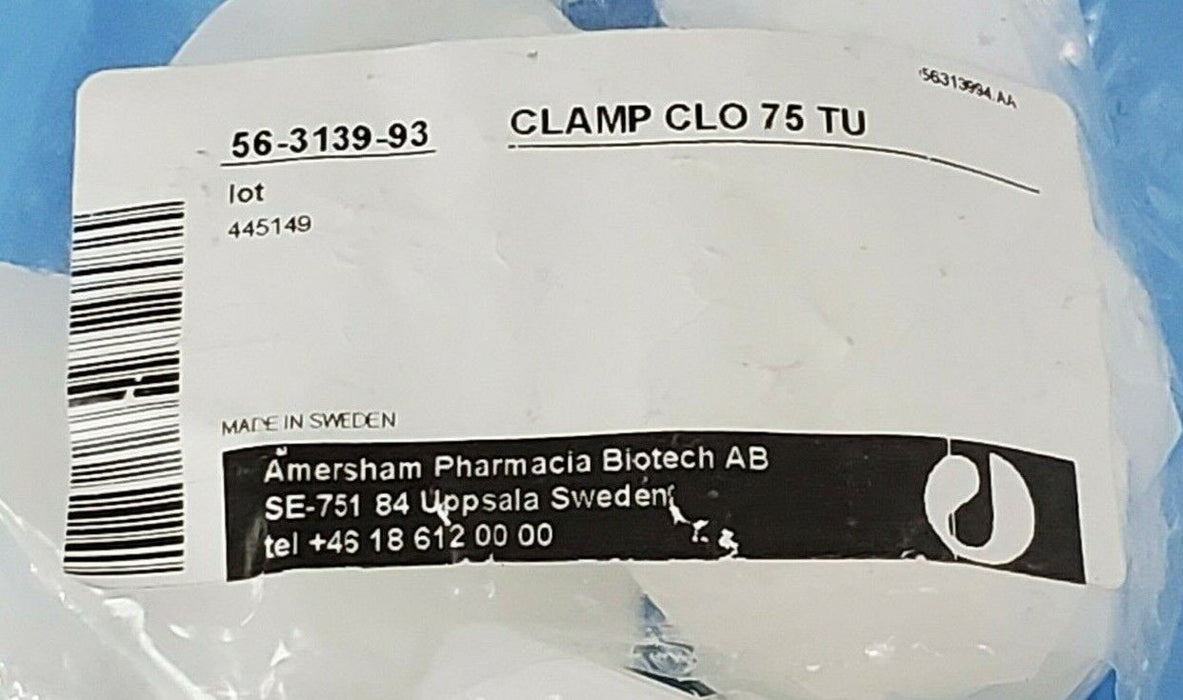 56313994.AA
56-3139-93 CLAMP CLO 75 TU
lot
445149
MADE IN SWEDEN
Amersham Pharmacia Biotech AB
SE-751 84 Uppsala Sweden
tel +46 18 612 00 00